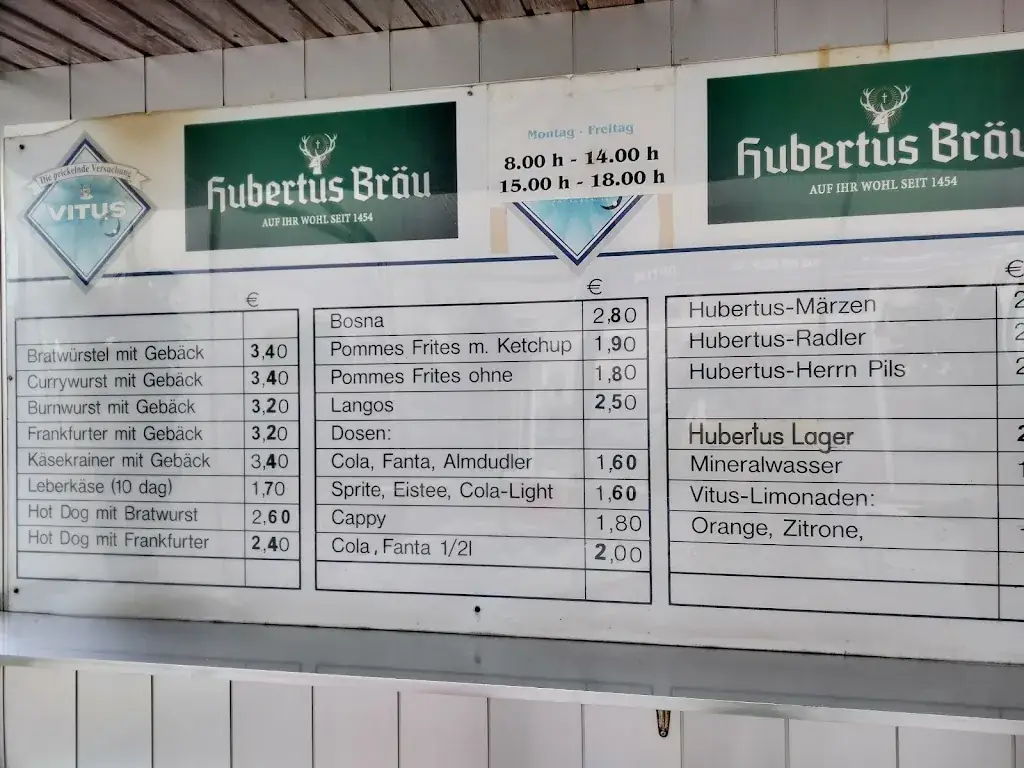 Die prickelnde Versuchung
VITUS
Hubertus Bräu
AUF IHR WOHL SEIT 1454
Montag - Freitag
8.00 h - 14.00 h
15.00 h - 18.00 h
Hubertus Bräu
AUF IHR WOHL SEIT 1454
€
Bratwürstel mit Gebäck 3,40
Currywurst mit Gebäck 3,40
Burnwurst mit Gebäck 3,20
Frankfurter mit Gebäck 3,20
Käsekrainer mit Gebäck 3,40
Leberkäse (10 dag) 1,70
Hot Dog mit Bratwurst 2,60
Hot Dog mit Frankfurter 2,40
€
Bosna 2,80
Pommes Frites m. Ketchup 1,90
Pommes Frites ohne 1,80
Langos 2,50
Dosen:
Cola, Fanta, Almdudler 1,60
Sprite, Eistee, Cola-Light 1,60
Cappy 1,80
Cola, Fanta 1/2l 2,00
€
Hubertus-Märzen 2
Hubertus-Radler 2
Hubertus-Herrn Pils 2
Hubertus Lager 2
Mineralwasser 1
Vitus-Limonaden:
Orange, Zitrone,